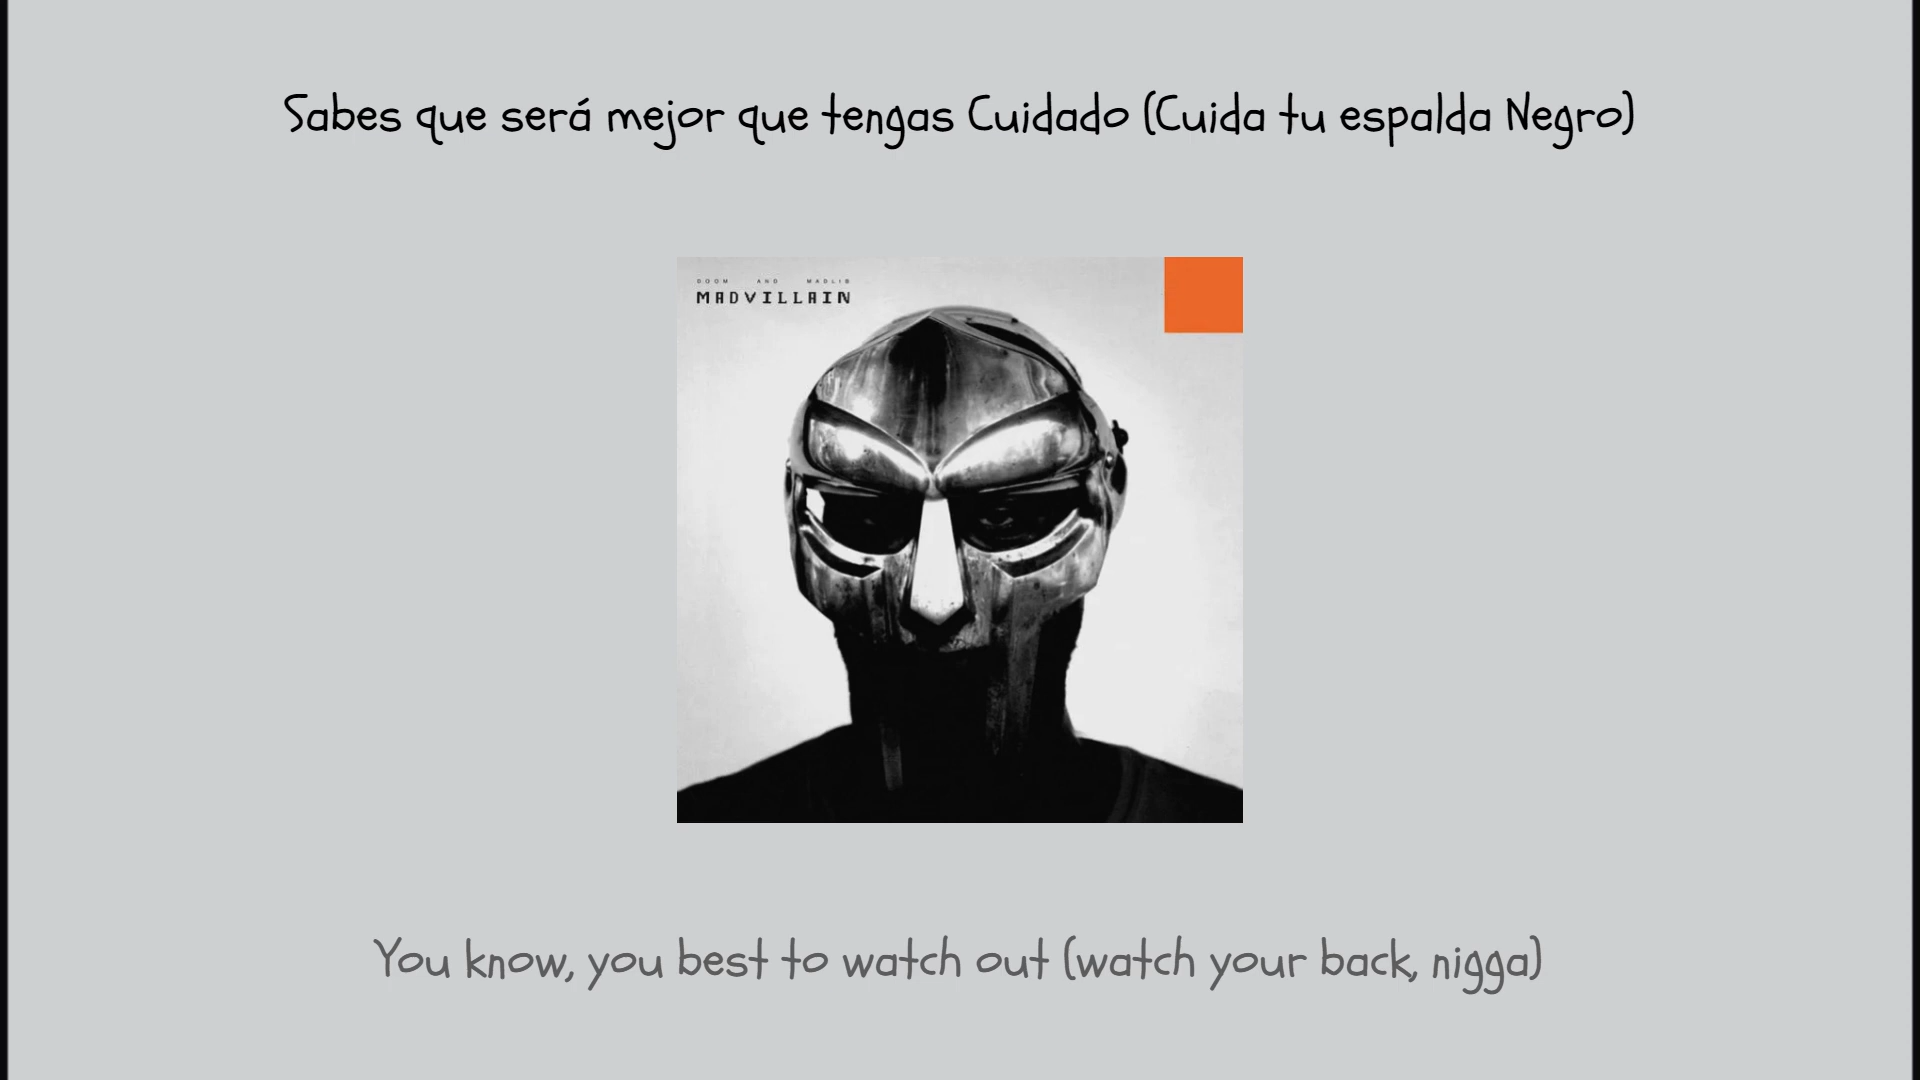 Sabes que será mejor que tengas Cuidado (Cuida tu espalda Negro)
DOOM AND MADLIB
MADVILLAIN
You know, you best to watch out (watch your back, nigga)